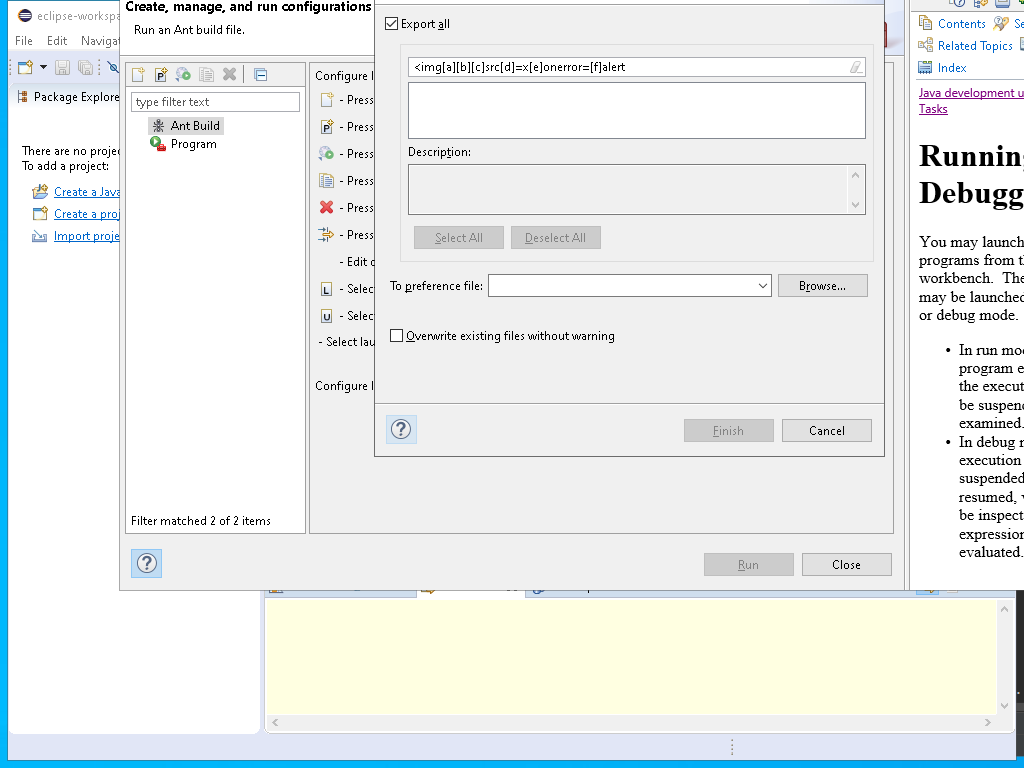 eclipse-workspa
File Edit Navigat
Package Explore
There are no projec
To add a project:
Create a Java
Create a proj
Import proje
Create, manage, and run configurations
Run an Ant build file.
type filter text
Ant Build
Program
Filter matched 2 of 2 items
Configure l
- Press
- Press
- Press
- Press
- Press
- Press
- Edit o
- Selec
- Selec
- Select lau
Configure l
Run
Close
Export all
<img[a][b][c]src[d]=x[e]onerror=[f]alert
Description:
Select All
Deselect All
To preference file:
Browse...
Overwrite existing files without warning
Finish
Cancel
Contents
Se
Related Topics
Index
Java development u
Tasks
Running
Debugg
You may launch
programs from th
workbench. The
may be launched
or debug mode.
• In run mod
program e
the execut
be suspend
examined.
• In debug m
execution
suspended
resumed, v
be inspect
expression
evaluated.